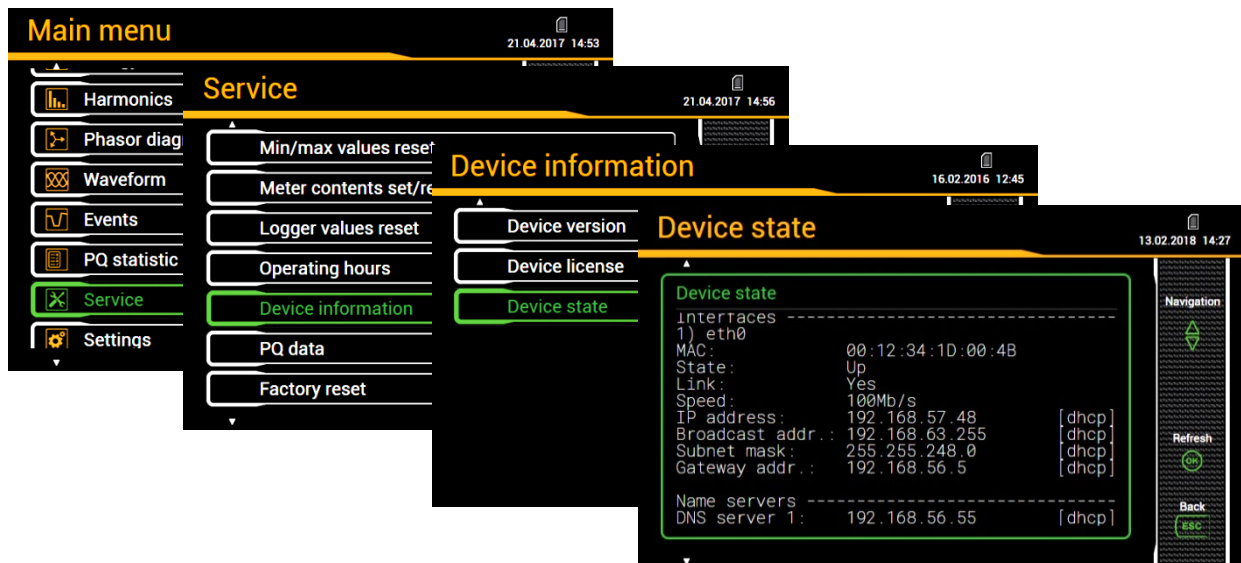 Main menu
21.04.2017 14:53
Harmonics
Phasor diag
Waveform
Events
PQ statistic
Service
Settings
Service
21.04.2017 14:56
Min/max values reset
Meter contents set/re
Logger values reset
Operating hours
Device information
PQ data
Factory reset
Device information
16.02.2016 12:45
Device version
Device license
Device state
Device state
13.02.2018 14:27
Device state
Interfaces --------------------------------
1) eth0
MAC: 00:12:34:1D:00:4B
State: Up
Link: Yes
Speed: 100Mb/s
IP address: 192.168.57.48 [dhcp]
Broadcast addr.: 192.168.63.255 [dhcp]
Subnet mask: 255.255.248.0 [dhcp]
Gateway addr.: 192.168.56.5 [dhcp]
Name servers ------------------------------
DNS server 1: 192.168.56.55 [dhcp]
Navigation
Refresh
OK
Back
ESC